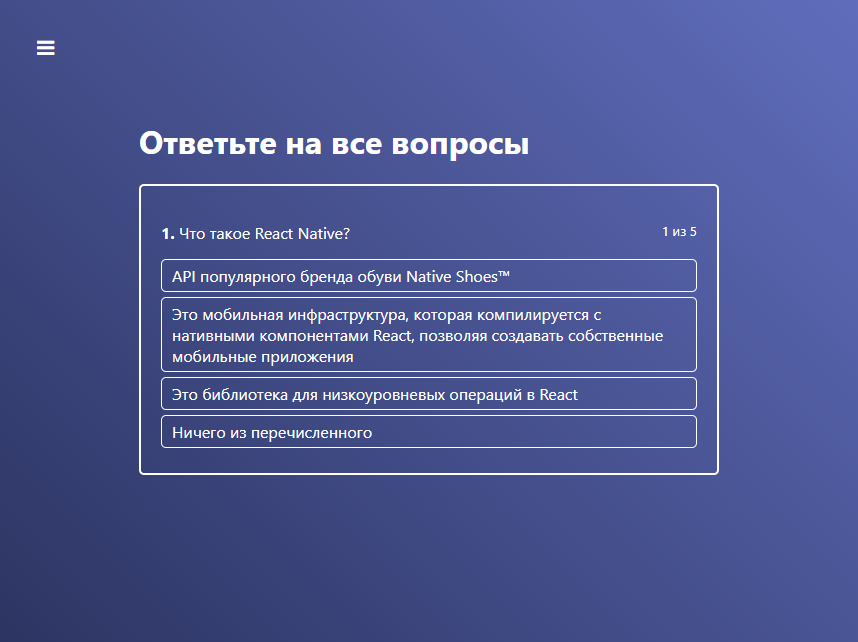 Ответьте на все вопросы
1. Что такое React Native?
1 из 5
API популярного бренда обуви Native Shoes™
Это мобильная инфраструктура, которая компилируется с
нативными компонентами React, позволяя создавать собственные
мобильные приложения
Это библиотека для низкоуровневых операций в React
Ничего из перечисленного